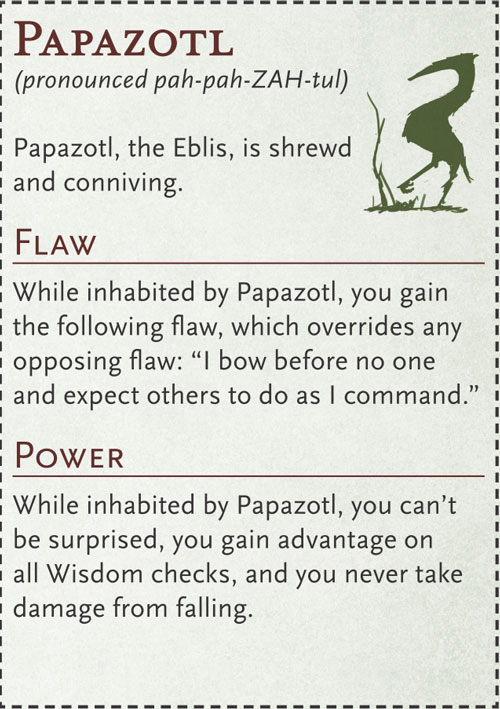 PAPAZOTL
(pronounced pah-pah-ZAH-tul)
Papazotl, the Eblis, is shrewd
and conniving.
FLAW
While inhabited by Papazotl, you gain
the following flaw, which overrides any
opposing flaw: “I bow before no one
and expect others to do as I command.”
POWER
While inhabited by Papazotl, you can’t
be surprised, you gain advantage on
all Wisdom checks, and you never take
damage from falling.